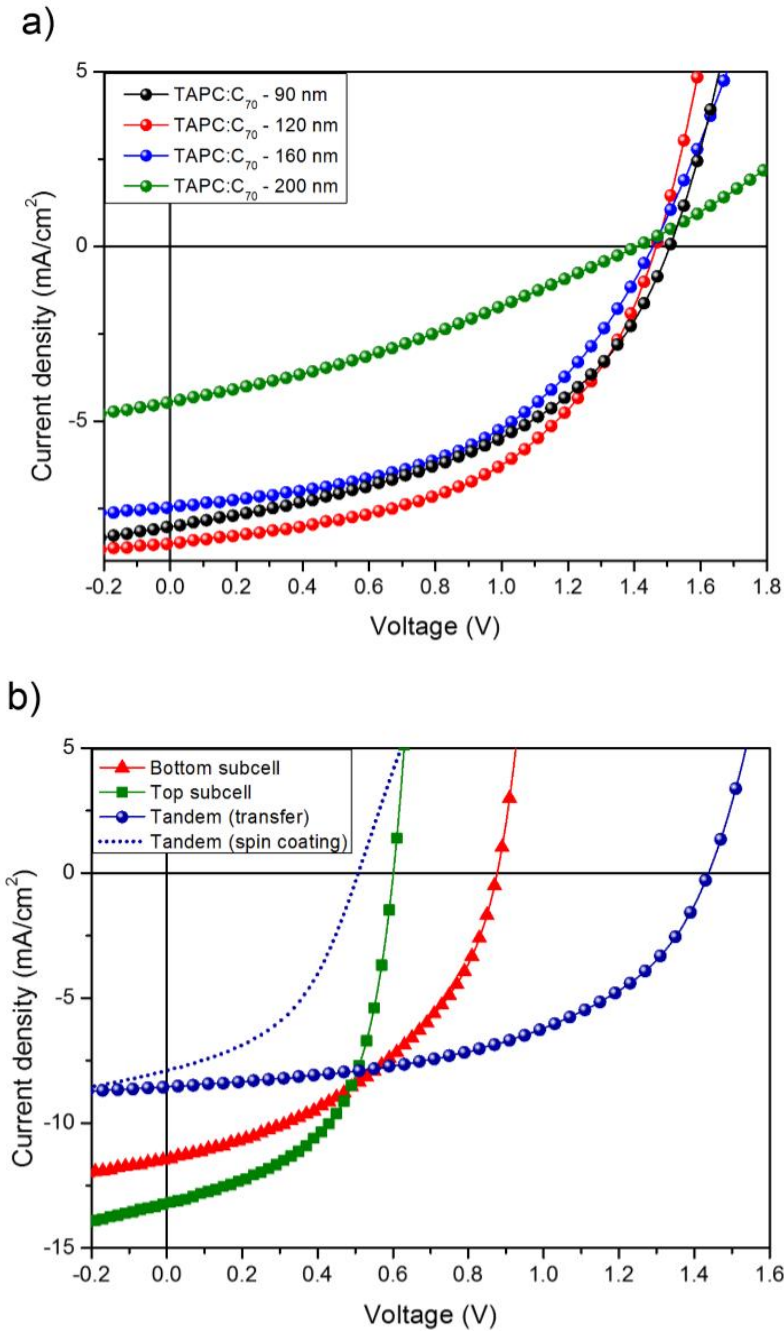 a)
5
TAPC:C₇₀ - 90 nm
TAPC:C₇₀ - 120 nm
TAPC:C₇₀ - 160 nm
TAPC:C₇₀ - 200 nm
0
-5
Current density (mA/cm²)
-0.2 0.0 0.2 0.4 0.6 0.8 1.0 1.2 1.4 1.6 1.8
Voltage (V)
b)
5
Bottom subcell
Top subcell
Tandem (transfer)
Tandem (spin coating)
0
-5
-10
-15
Current density (mA/cm²)
-0.2 0.0 0.2 0.4 0.6 0.8 1.0 1.2 1.4 1.6
Voltage (V)